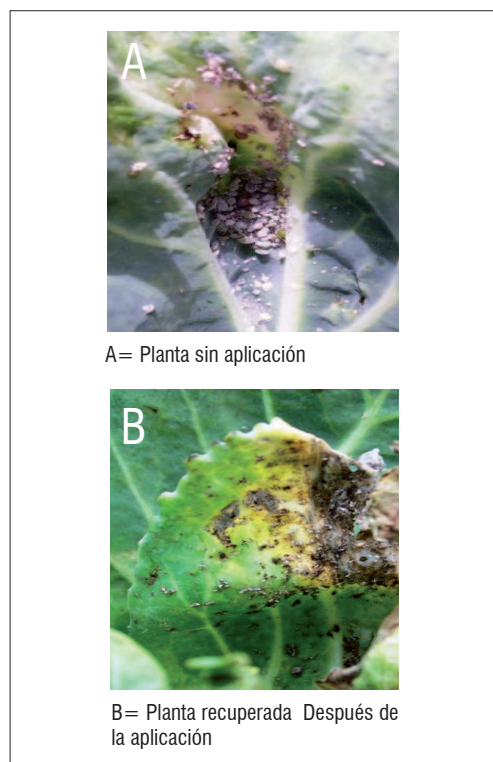 A
A= Planta sin aplicación
B
B= Planta recuperada Después de
la aplicación